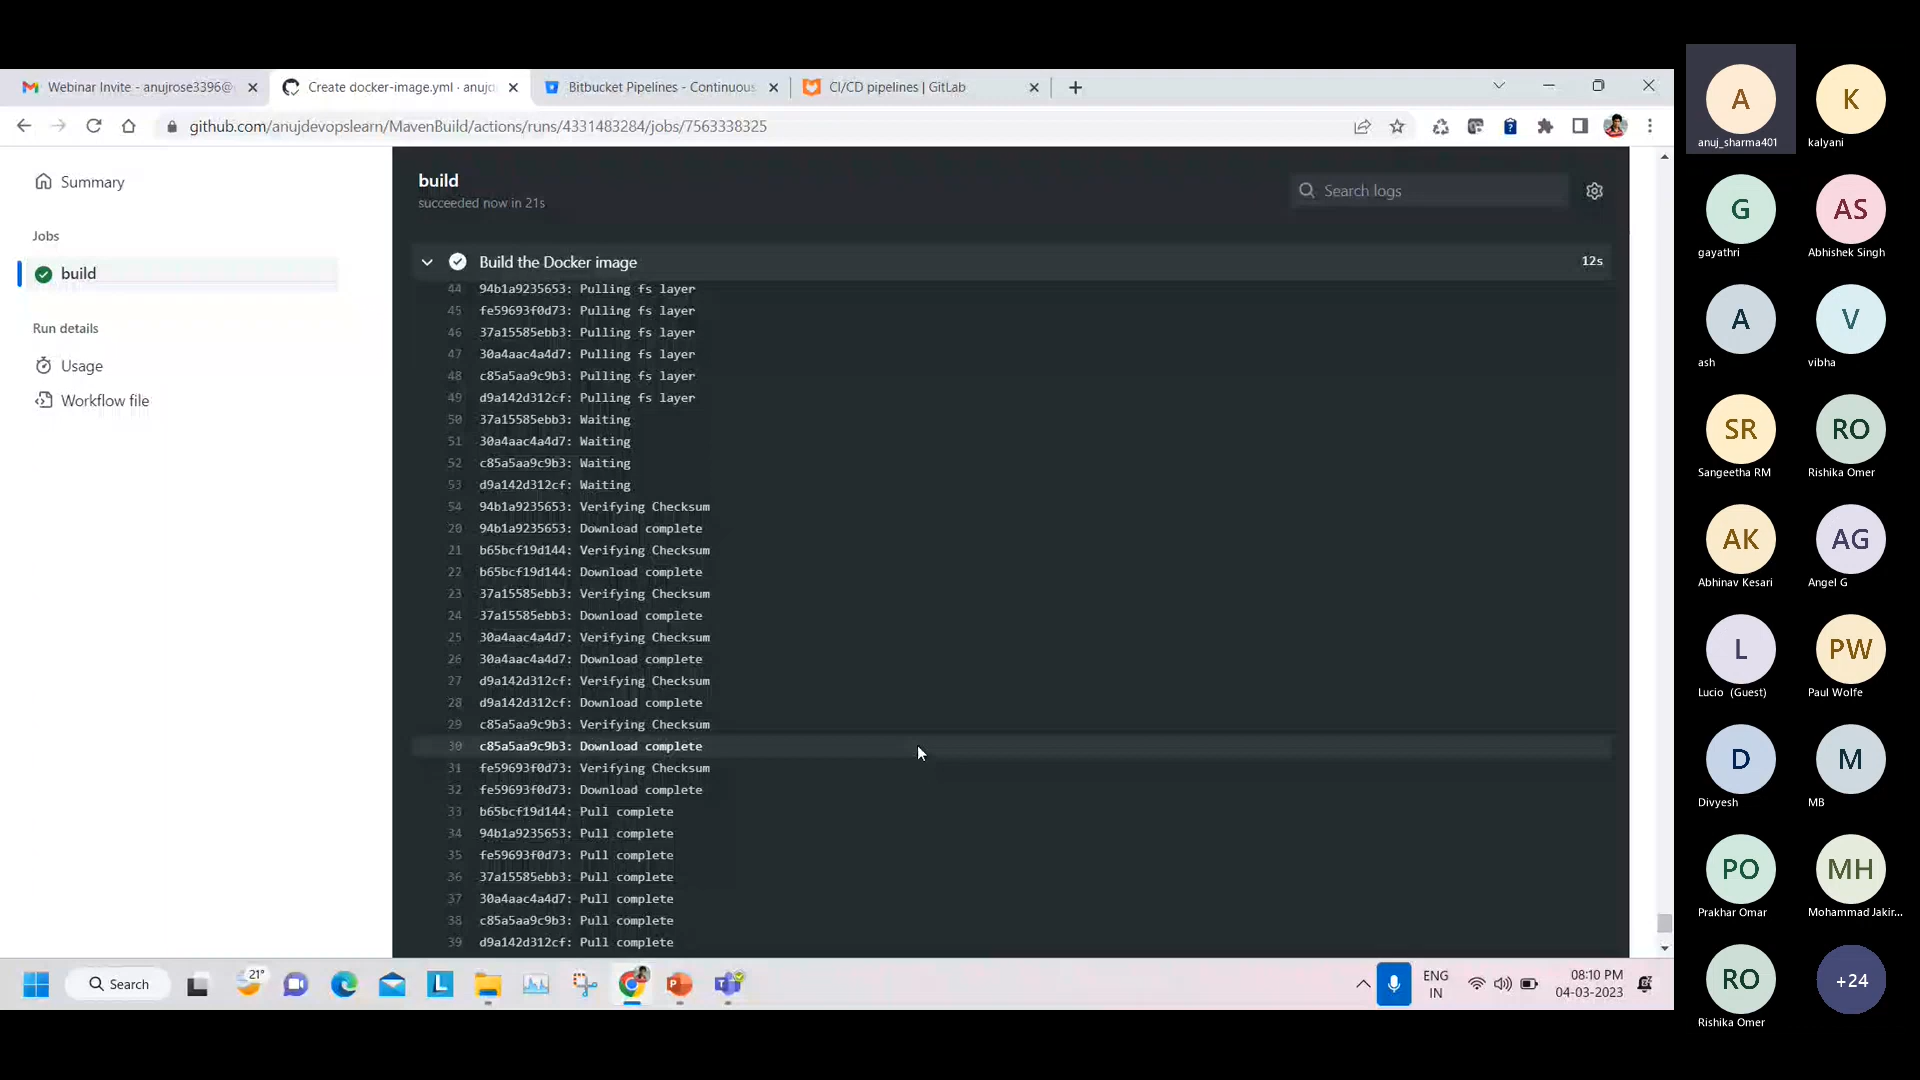 Webinar Invite - anujrose3396@
Create docker-image.yml · anujd
Bitbucket Pipelines - Continuous
CI/CD pipelines | GitLab
github.com/anujdevopslearn/MavenBuild/actions/runs/4331483284/jobs/7563338325
Summary
Jobs
build
Run details
Usage
Workflow file
build
succeeded now in 21s
Search logs
Build the Docker image
12s
44 94b1a9235653: Pulling fs layer
45 fe59693f0d73: Pulling fs layer
46 37a15585ebb3: Pulling fs layer
47 30a4aac4a4d7: Pulling fs layer
48 c85a5aa9c9b3: Pulling fs layer
49 d9a142d312cf: Pulling fs layer
50 37a15585ebb3: Waiting
51 30a4aac4a4d7: Waiting
52 c85a5aa9c9b3: Waiting
53 d9a142d312cf: Waiting
54 94b1a9235653: Verifying Checksum
20 94b1a9235653: Download complete
21 b65bcf19d144: Verifying Checksum
22 b65bcf19d144: Download complete
23 37a15585ebb3: Verifying Checksum
24 37a15585ebb3: Download complete
25 30a4aac4a4d7: Verifying Checksum
26 30a4aac4a4d7: Download complete
27 d9a142d312cf: Verifying Checksum
28 d9a142d312cf: Download complete
29 c85a5aa9c9b3: Verifying Checksum
30 c85a5aa9c9b3: Download complete
31 fe59693f0d73: Verifying Checksum
32 fe59693f0d73: Download complete
33 b65bcf19d144: Pull complete
34 94b1a9235653: Pull complete
35 fe59693f0d73: Pull complete
36 37a15585ebb3: Pull complete
37 30a4aac4a4d7: Pull complete
38 c85a5aa9c9b3: Pull complete
39 d9a142d312cf: Pull complete
21°
Search
ENG
IN
08:10 PM
04-03-2023
A
anuj_sharma401
K
kalyani
G
gayathri
AS
Abhishek Singh
A
ash
V
vibha
SR
Sangeetha RM
RO
Rishika Omer
AK
Abhinav Kesari
AG
Angel G
L
Lucio (Guest)
PW
Paul Wolfe
D
Divyesh
M
MB
PO
Prakhar Omar
MH
Mohammad Jakir...
RO
Rishika Omer
+24